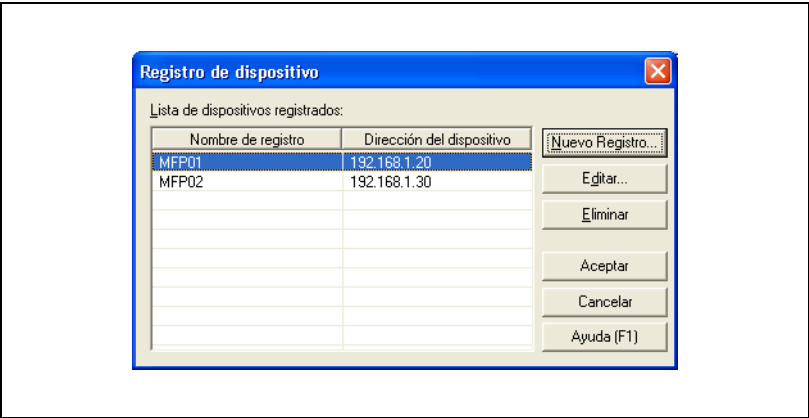 Registro de dispositivo
Lista de dispositivos registrados:
Nombre de registro Dirección del dispositivo
MFP01 192.168.1.20
MFP02 192.168.1.30
Nuevo Registro...
Editar...
Eliminar
Aceptar
Cancelar
Ayuda (F1)